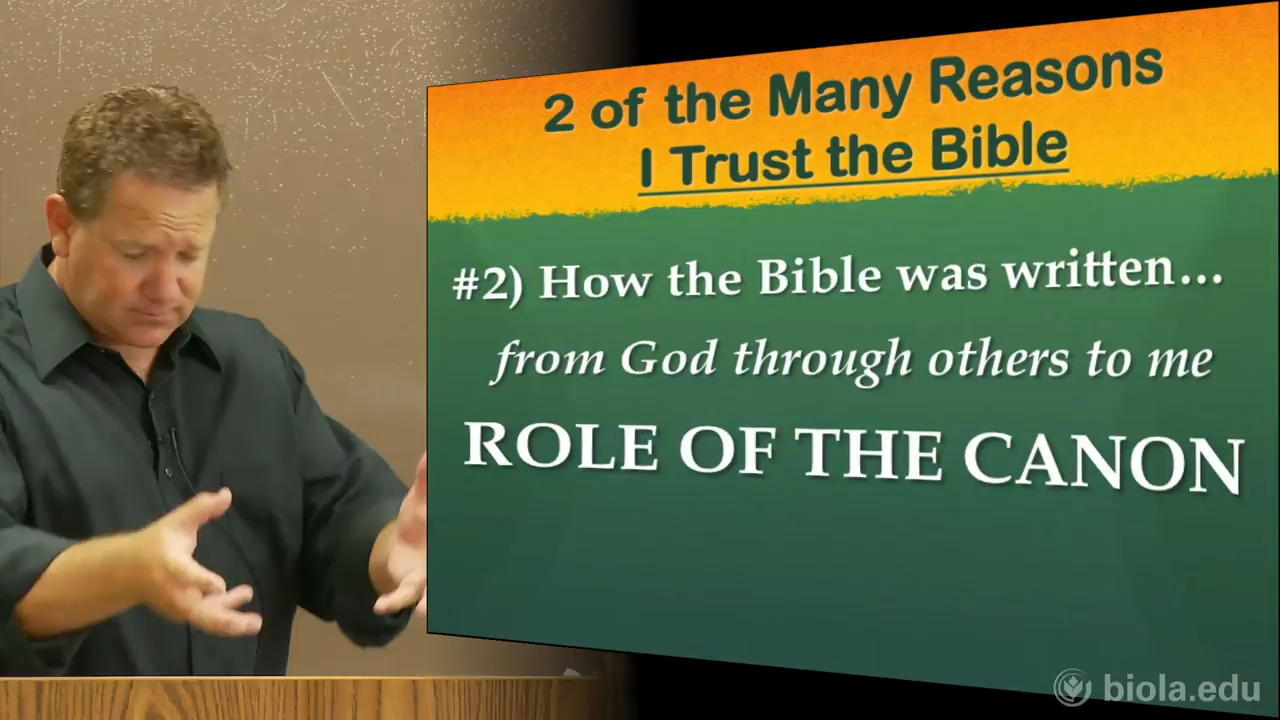 2 of the Many Reasons
I Trust the Bible
#2) How the Bible was written...
from God through others to me
ROLE OF THE CANON
biola.edu